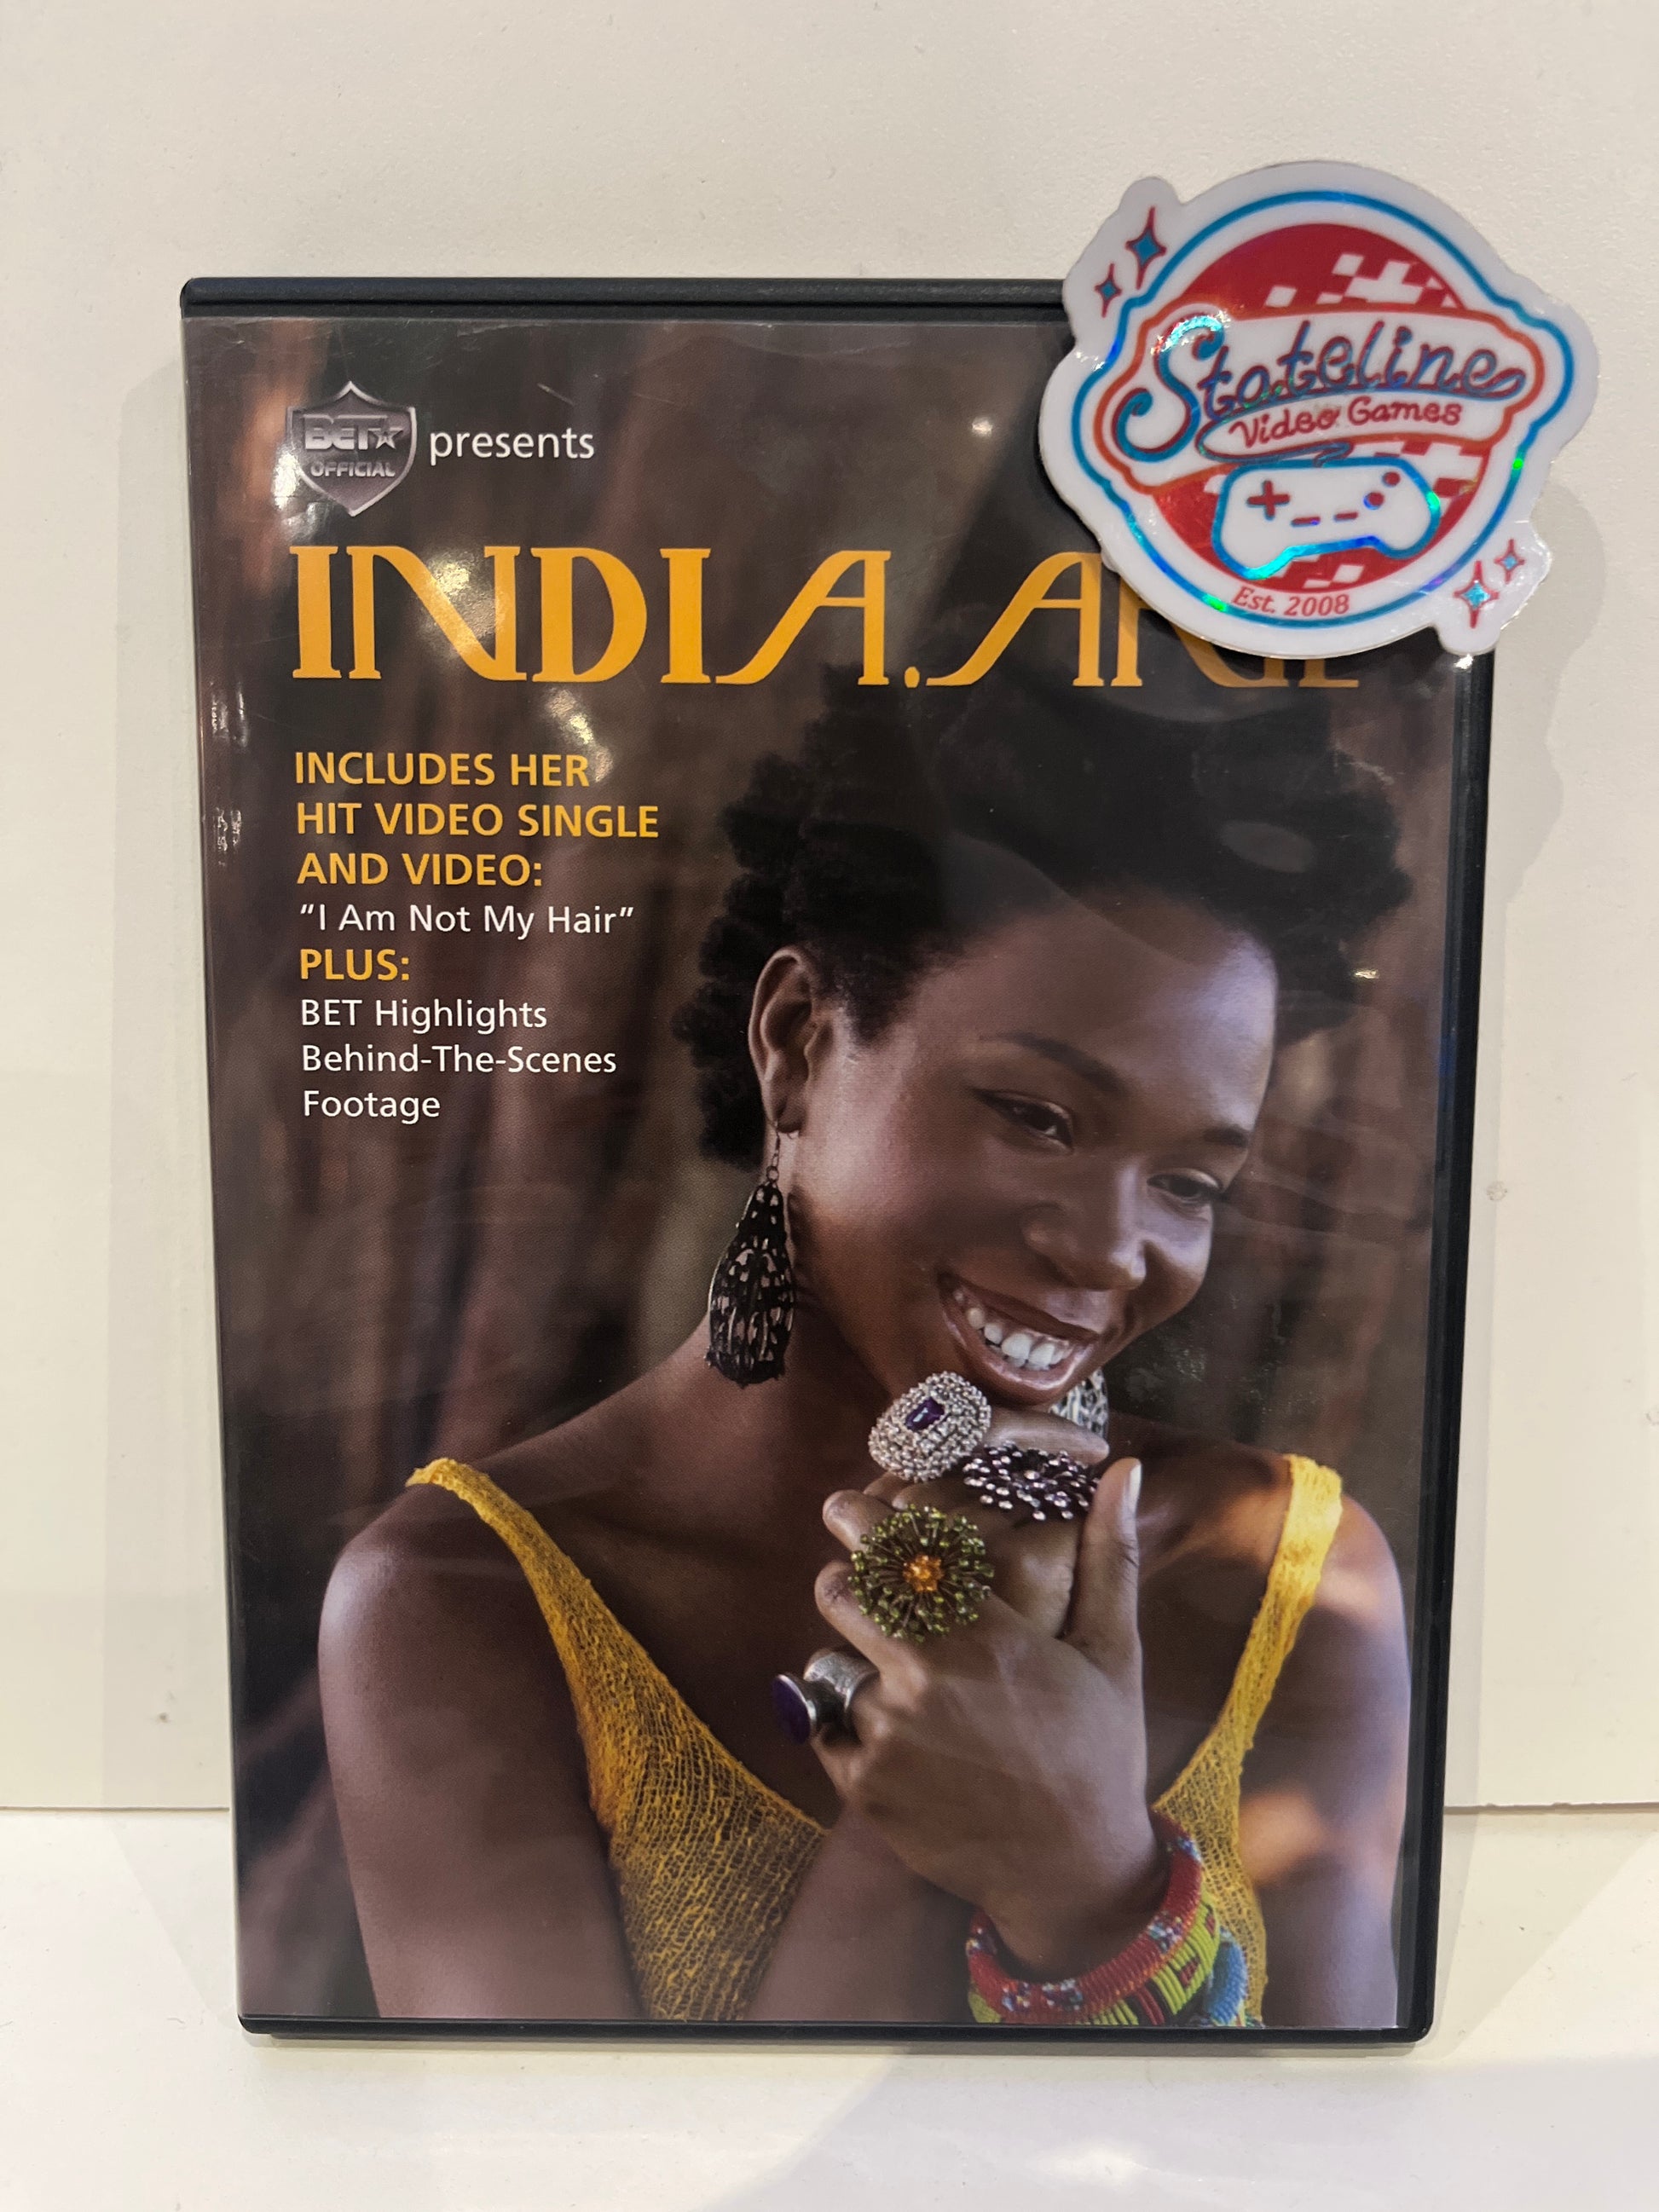 BET★
OFFICIAL
presents
Stateline
Video Games
Est. 2008
INDIA.
INCLUDES HER
HIT VIDEO SINGLE
AND VIDEO:
“I Am Not My Hair”
PLUS:
BET Highlights
Behind-The-Scenes
Footage